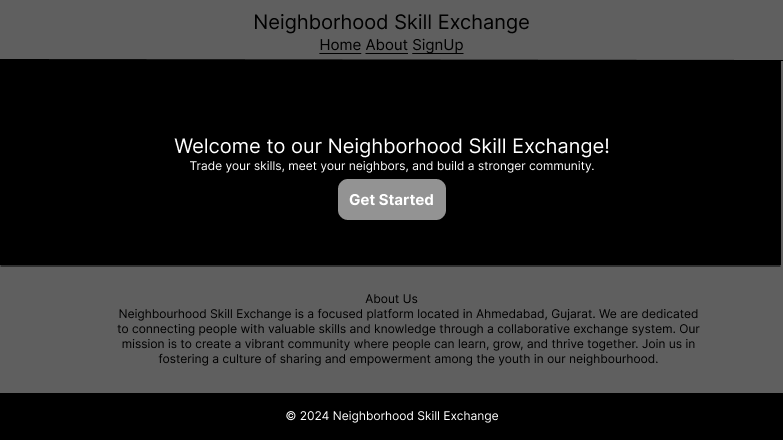 Neighborhood Skill Exchange
Home About SignUp
Welcome to our Neighborhood Skill Exchange!
Trade your skills, meet your neighbors, and build a stronger community.
Get Started
About Us
Neighbourhood Skill Exchange is a focused platform located in Ahmedabad, Gujarat. We are dedicated
to connecting people with valuable skills and knowledge through a collaborative exchange system. Our
mission is to create a vibrant community where people can learn, grow, and thrive together. Join us in
fostering a culture of sharing and empowerment among the youth in our neighbourhood.
© 2024 Neighborhood Skill Exchange